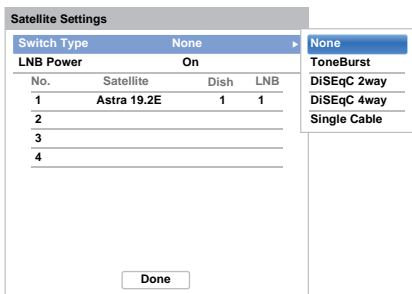 Satellite Settings
Switch Type None
LNB Power On
No. Satellite Dish LNB
1 Astra 19.2E 1 1
2
3
4
Done
None
ToneBurst
DiSEqC 2way
DiSEqC 4way
Single Cable